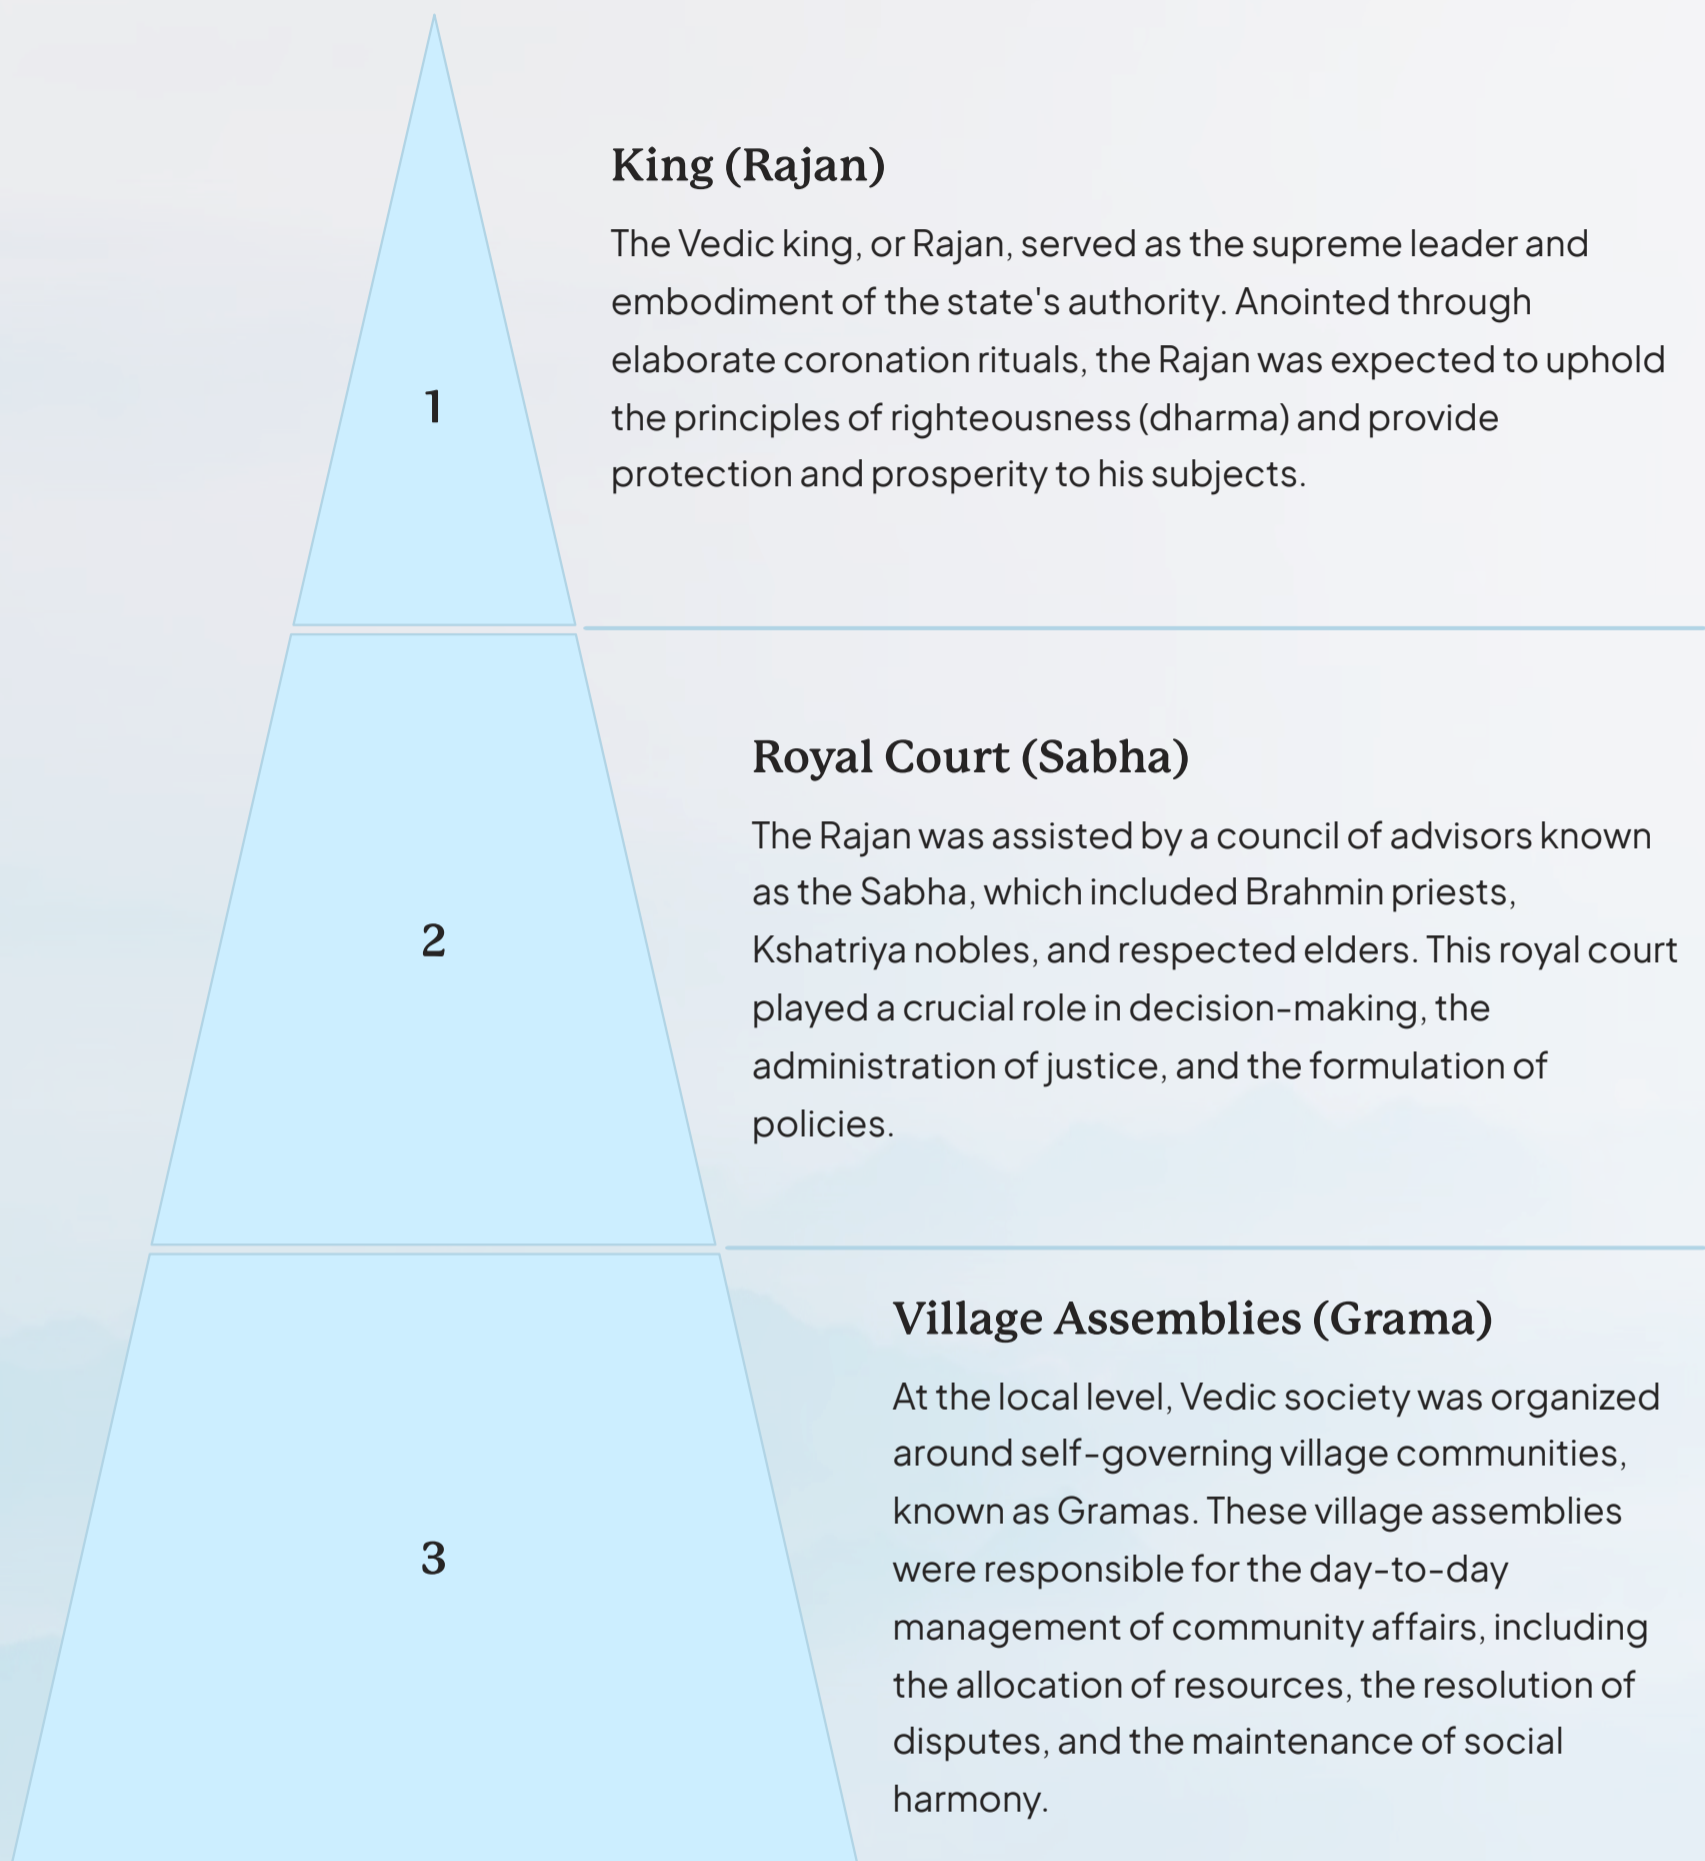 1
King (Rajan)
The Vedic king, or Rajan, served as the supreme leader and
embodiment of the state's authority. Anointed through
elaborate coronation rituals, the Rajan was expected to uphold
the principles of righteousness (dharma) and provide
protection and prosperity to his subjects.
2
Royal Court (Sabha)
The Rajan was assisted by a council of advisors known
as the Sabha, which included Brahmin priests,
Kshatriya nobles, and respected elders. This royal court
played a crucial role in decision-making, the
administration of justice, and the formulation of
policies.
3
Village Assemblies (Grama)
At the local level, Vedic society was organized
around self-governing village communities,
known as Gramas. These village assemblies
were responsible for the day-to-day
management of community affairs, including
the allocation of resources, the resolution of
disputes, and the maintenance of social
harmony.